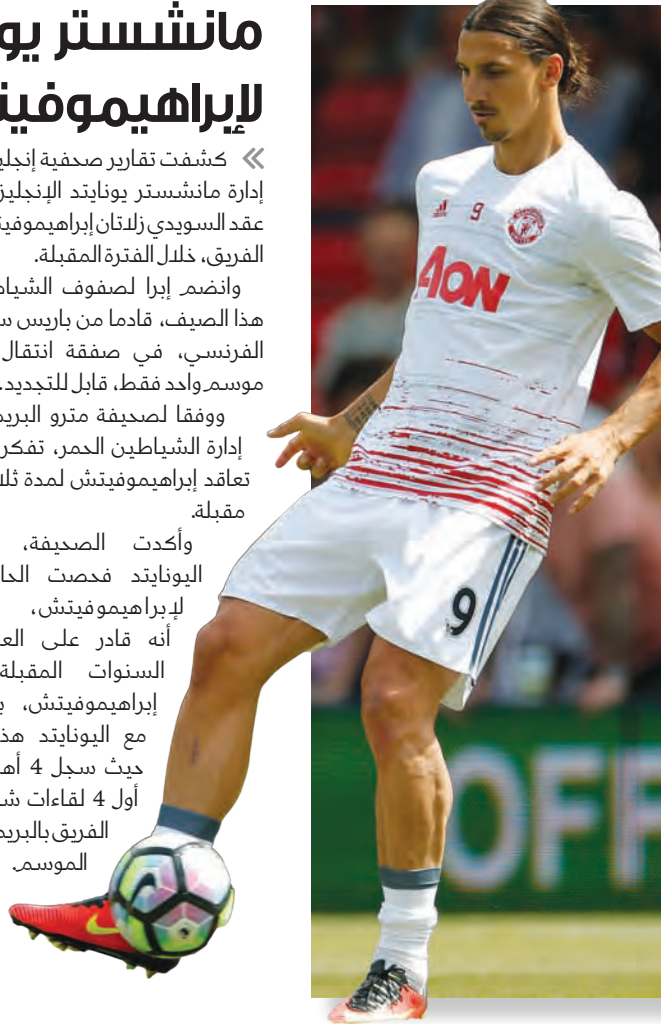 مانشستر يو
لإبراهيموفيت
كشفت تقارير صحفية إنجلي
إدارة مانشستر يونايتد الإنجليز
عقد السويدي زلاتان إبراهيموفيت
الفريق، خلال الفترة المقبلة.
وانضم إبرا لصفوف الشياط
هذا الصيف، قادما من باريس س
الفرنسي، في صفقة انتقال
موسم واحد فقط، قابل للتجديد.
ووفقا لصحيفة مترو البريط
إدارة الشياطين الحمر، تفكر
تعاقد إبراهيموفيتش لمدة ثلا
مقبلة.
وأكدت الصحيفة،
اليونايتد فحصت الحا
لإبراهيموفيتش،
أنه قادر على الع
السنوات المقبلة
إبراهيموفيتش، ب
مع اليونايتد هذ
حيث سجل 4 أه
أول 4 لقاءات ش
الفريق بالبريم
الموسم.
9
AON
9
OFF